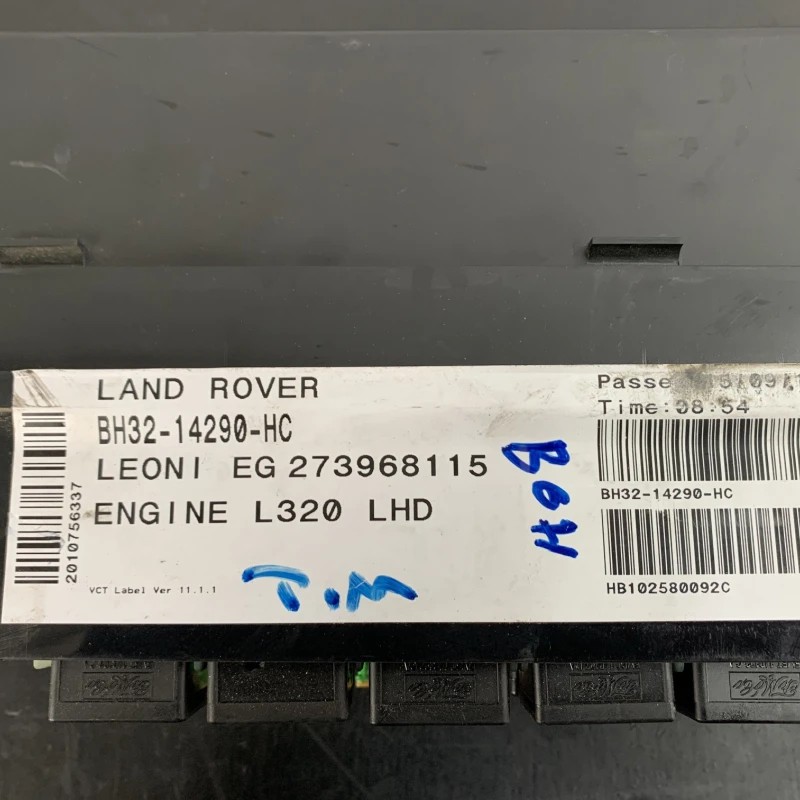 LAND ROVER
BH32-14290-HC
LEONI EG 273968115
ENGINE L320 LHD
2010756337
VCT Label Ver 11.1.1
T.M
Time:08:54
BH32-14290-HC
HB102580092C